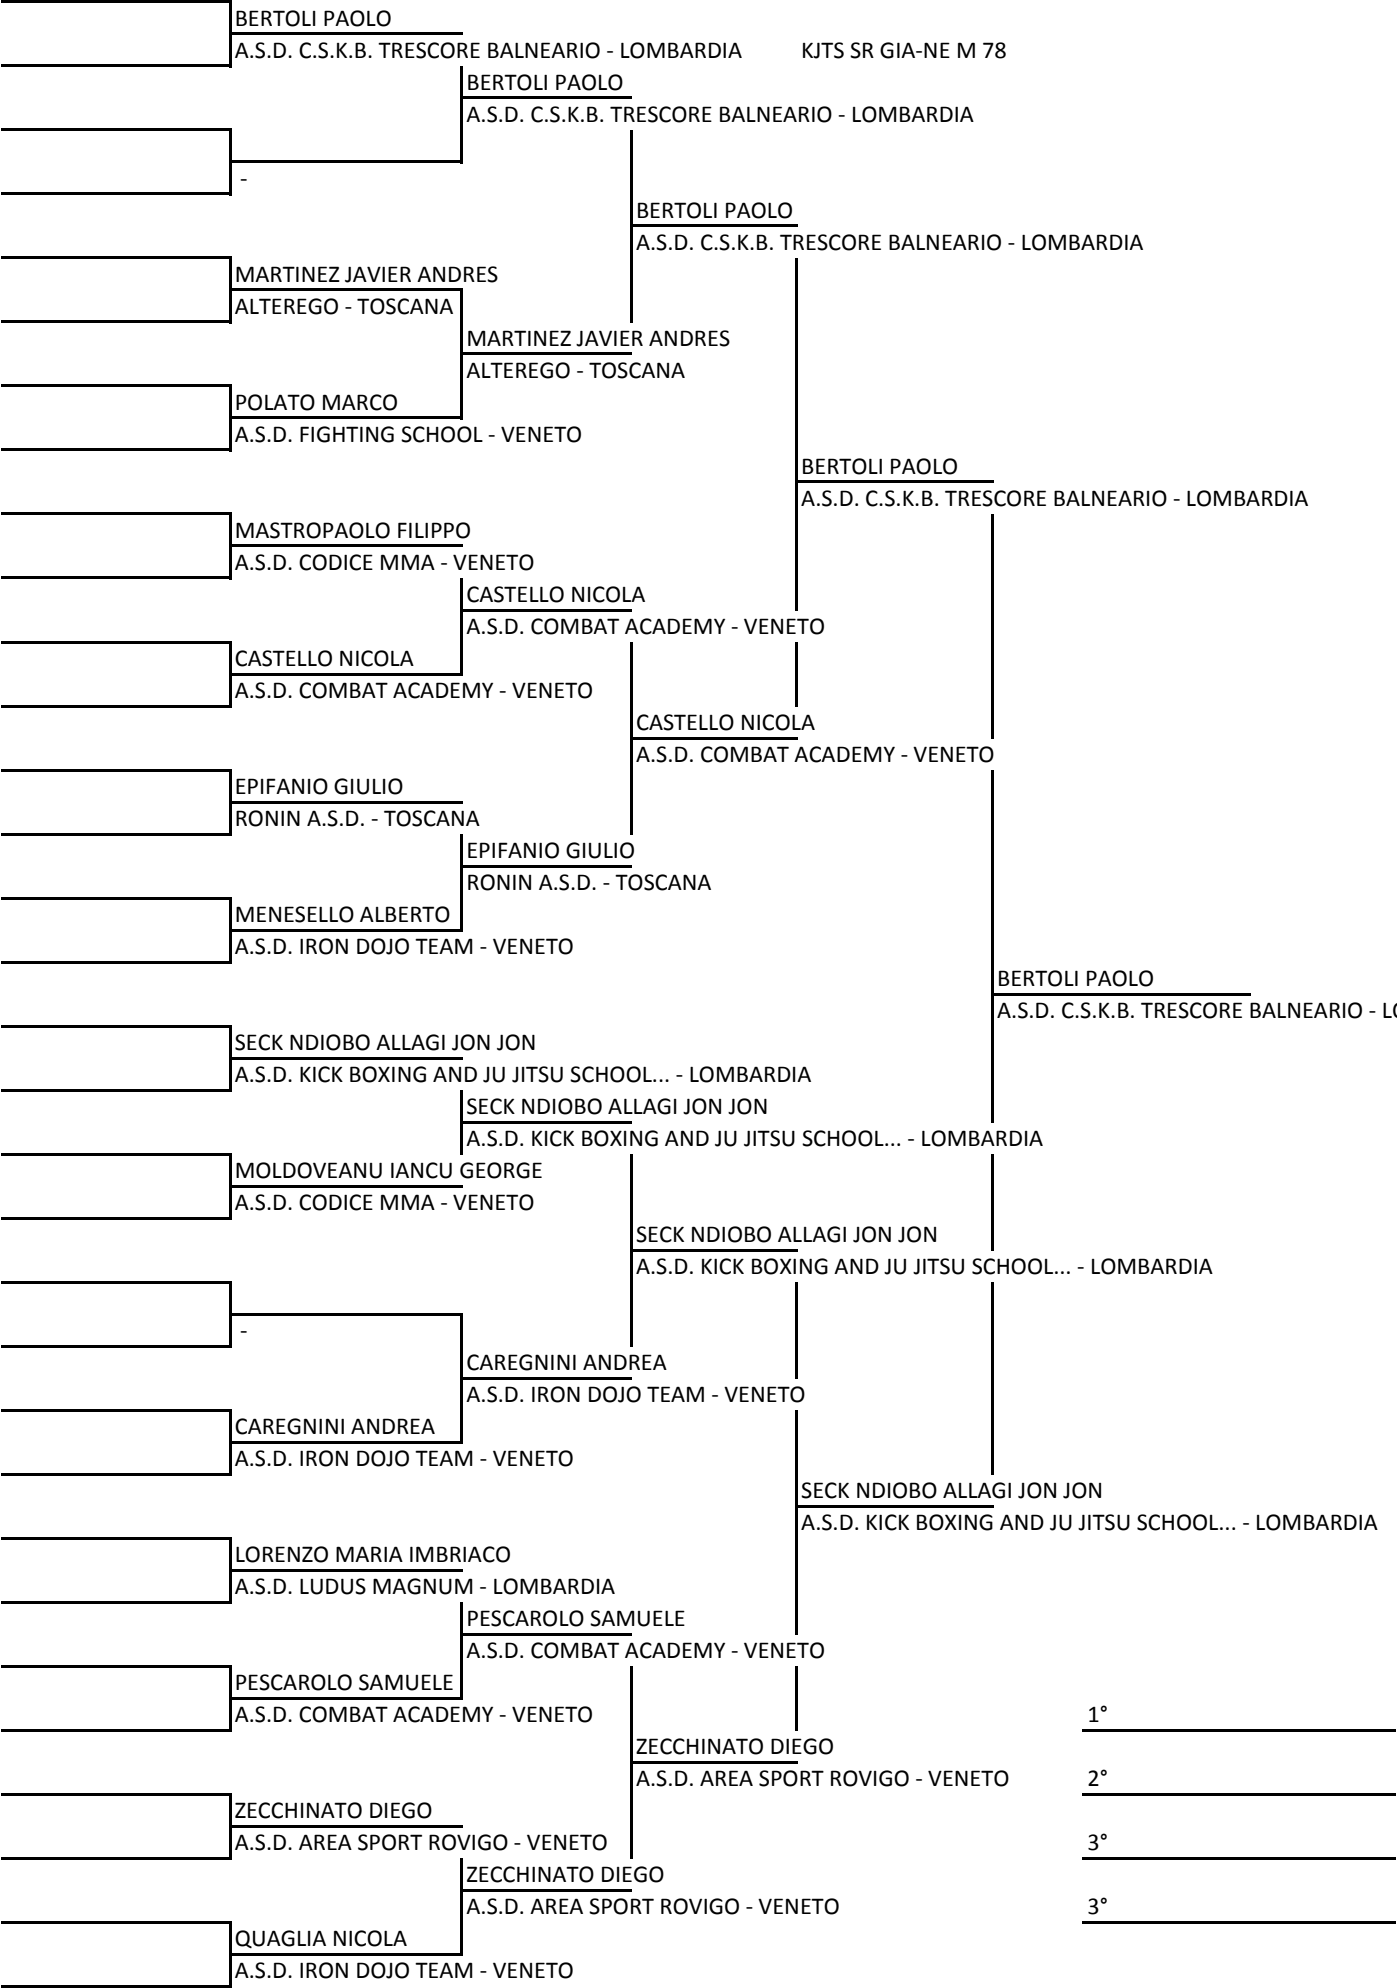 BERTOLI PAOLO
A.S.D. C.S.K.B. TRESCORE BALNEARIO - LOMBARDIA KJTS SR GIA-NE M 78
BERTOLI PAOLO
A.S.D. C.S.K.B. TRESCORE BALNEARIO - LOMBARDIA
-
BERTOLI PAOLO
A.S.D. C.S.K.B. TRESCORE BALNEARIO - LOMBARDIA
MARTINEZ JAVIER ANDRES
ALTEREGO - TOSCANA
MARTINEZ JAVIER ANDRES
ALTEREGO - TOSCANA
POLATO MARCO
A.S.D. FIGHTING SCHOOL - VENETO
BERTOLI PAOLO
A.S.D. C.S.K.B. TRESCORE BALNEARIO - LOMBARDIA
MASTROPAOLO FILIPPO
A.S.D. CODICE MMA - VENETO
CASTELLO NICOLA
A.S.D. COMBAT ACADEMY - VENETO
CASTELLO NICOLA
A.S.D. COMBAT ACADEMY - VENETO
CASTELLO NICOLA
A.S.D. COMBAT ACADEMY - VENETO
EPIFANIO GIULIO
RONIN A.S.D. - TOSCANA
EPIFANIO GIULIO
RONIN A.S.D. - TOSCANA
MENESELLO ALBERTO
A.S.D. IRON DOJO TEAM - VENETO
BERTOLI PAOLO
A.S.D. C.S.K.B. TRESCORE BALNEARIO - LO
SECK NDIOBO ALLAGI JON JON
A.S.D. KICK BOXING AND JU JITSU SCHOOL... - LOMBARDIA
SECK NDIOBO ALLAGI JON JON
A.S.D. KICK BOXING AND JU JITSU SCHOOL... - LOMBARDIA
MOLDOVEANU IANCU GEORGE
A.S.D. CODICE MMA - VENETO
SECK NDIOBO ALLAGI JON JON
A.S.D. KICK BOXING AND JU JITSU SCHOOL... - LOMBARDIA
-
CAREGNINI ANDREA
A.S.D. IRON DOJO TEAM - VENETO
CAREGNINI ANDREA
A.S.D. IRON DOJO TEAM - VENETO
SECK NDIOBO ALLAGI JON JON
A.S.D. KICK BOXING AND JU JITSU SCHOOL... - LOMBARDIA
LORENZO MARIA IMBRIACO
A.S.D. LUDUS MAGNUM - LOMBARDIA
PESCAROLO SAMUELE
A.S.D. COMBAT ACADEMY - VENETO
PESCAROLO SAMUELE
A.S.D. COMBAT ACADEMY - VENETO 1°
ZECCHINATO DIEGO
A.S.D. AREA SPORT ROVIGO - VENETO 2°
ZECCHINATO DIEGO
A.S.D. AREA SPORT ROVIGO - VENETO 3°
ZECCHINATO DIEGO
A.S.D. AREA SPORT ROVIGO - VENETO 3°
QUAGLIA NICOLA
A.S.D. IRON DOJO TEAM - VENETO